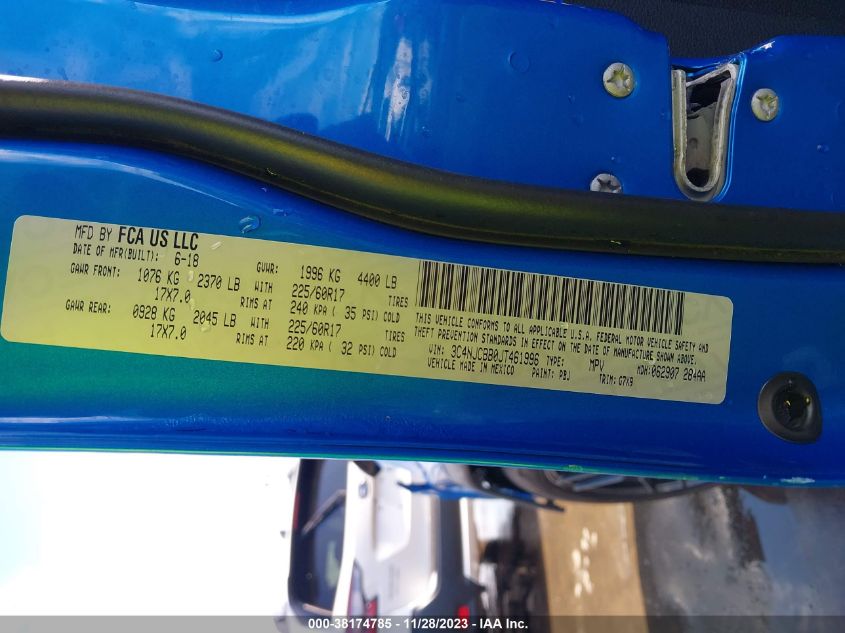 MFD BY FCA US LLC
DATE OF MFR(BUILT): 6-18
GVWR: 1996 KG 4400 LB
GAWR FRONT: 1076 KG 2370 LB WITH 225/60R17 TIRES
17X7.0 RIMS AT 240 KPA ( 35 PSI) COLD
GAWR REAR: 0928 KG 2045 LB WITH 225/60R17 TIRES
17X7.0 RIMS AT 220 KPA ( 32 PSI) COLD
THIS VEHICLE CONFORMS TO ALL APPLICABLE U.S.A. FEDERAL MOTOR VEHICLE SAFETY AND
THEFT PREVENTION STANDARDS IN EFFECT ON THE DATE OF MANUFACTURE SHOWN ABOVE.
VIN: 3C4NJCBB0JT461996 TYPE: MPV MDH:062907 284AA
VEHICLE MADE IN MEXICO PAINT: PBJ TRIM: G7X9
000-38174785 - 11/28/2023 - IAA Inc.